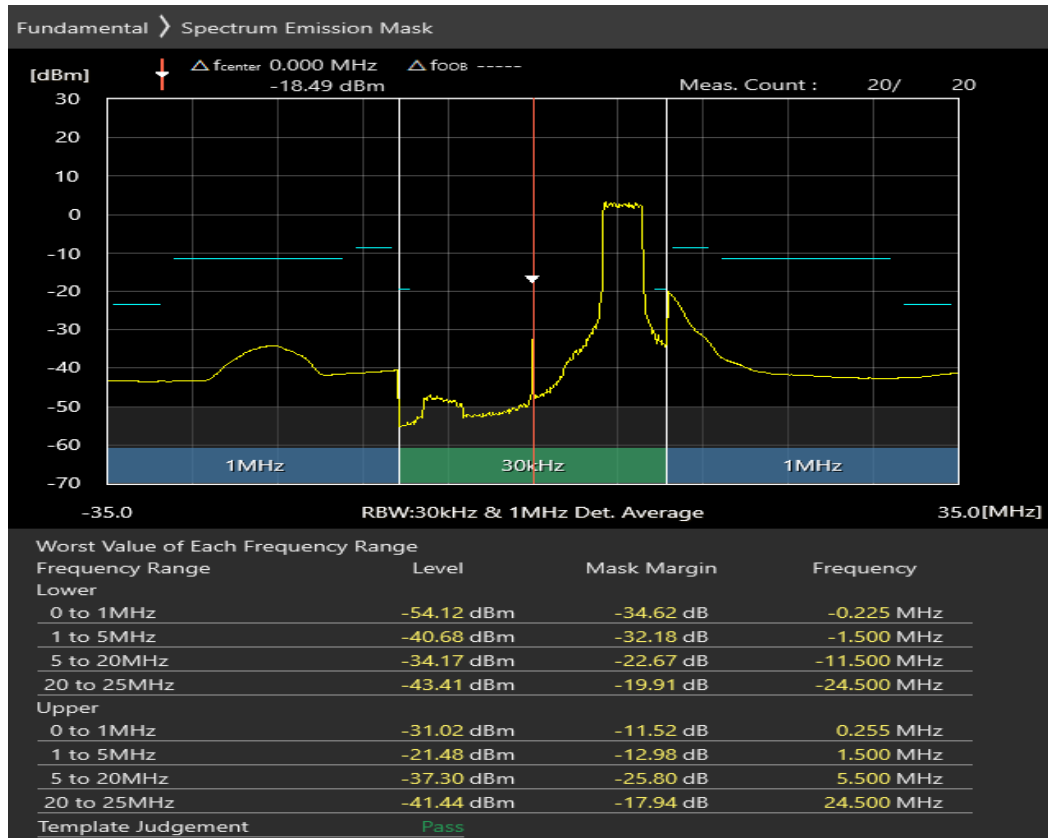 Fundamental ❯ Spectrum Emission Mask
[dBm] △ fcenter 0.000 MHz △ fOOB -----
-18.49 dBm Meas. Count : 20/ 20
30
20
10
0
-10
-20
-30
-40
-50
-60
-70
1MHz 30kHz 1MHz
-35.0 RBW:30kHz & 1MHz Det. Average 35.0[MHz]
Worst Value of Each Frequency Range
Frequency Range Level Mask Margin Frequency
Lower
0 to 1MHz -54.12 dBm -34.62 dB -0.225 MHz
1 to 5MHz -40.68 dBm -32.18 dB -1.500 MHz
5 to 20MHz -34.17 dBm -22.67 dB -11.500 MHz
20 to 25MHz -43.41 dBm -19.91 dB -24.500 MHz
Upper
0 to 1MHz -31.02 dBm -11.52 dB 0.255 MHz
1 to 5MHz -21.48 dBm -12.98 dB 1.500 MHz
5 to 20MHz -37.30 dBm -25.80 dB 5.500 MHz
20 to 25MHz -41.44 dBm -17.94 dB 24.500 MHz
Template Judgement Pass